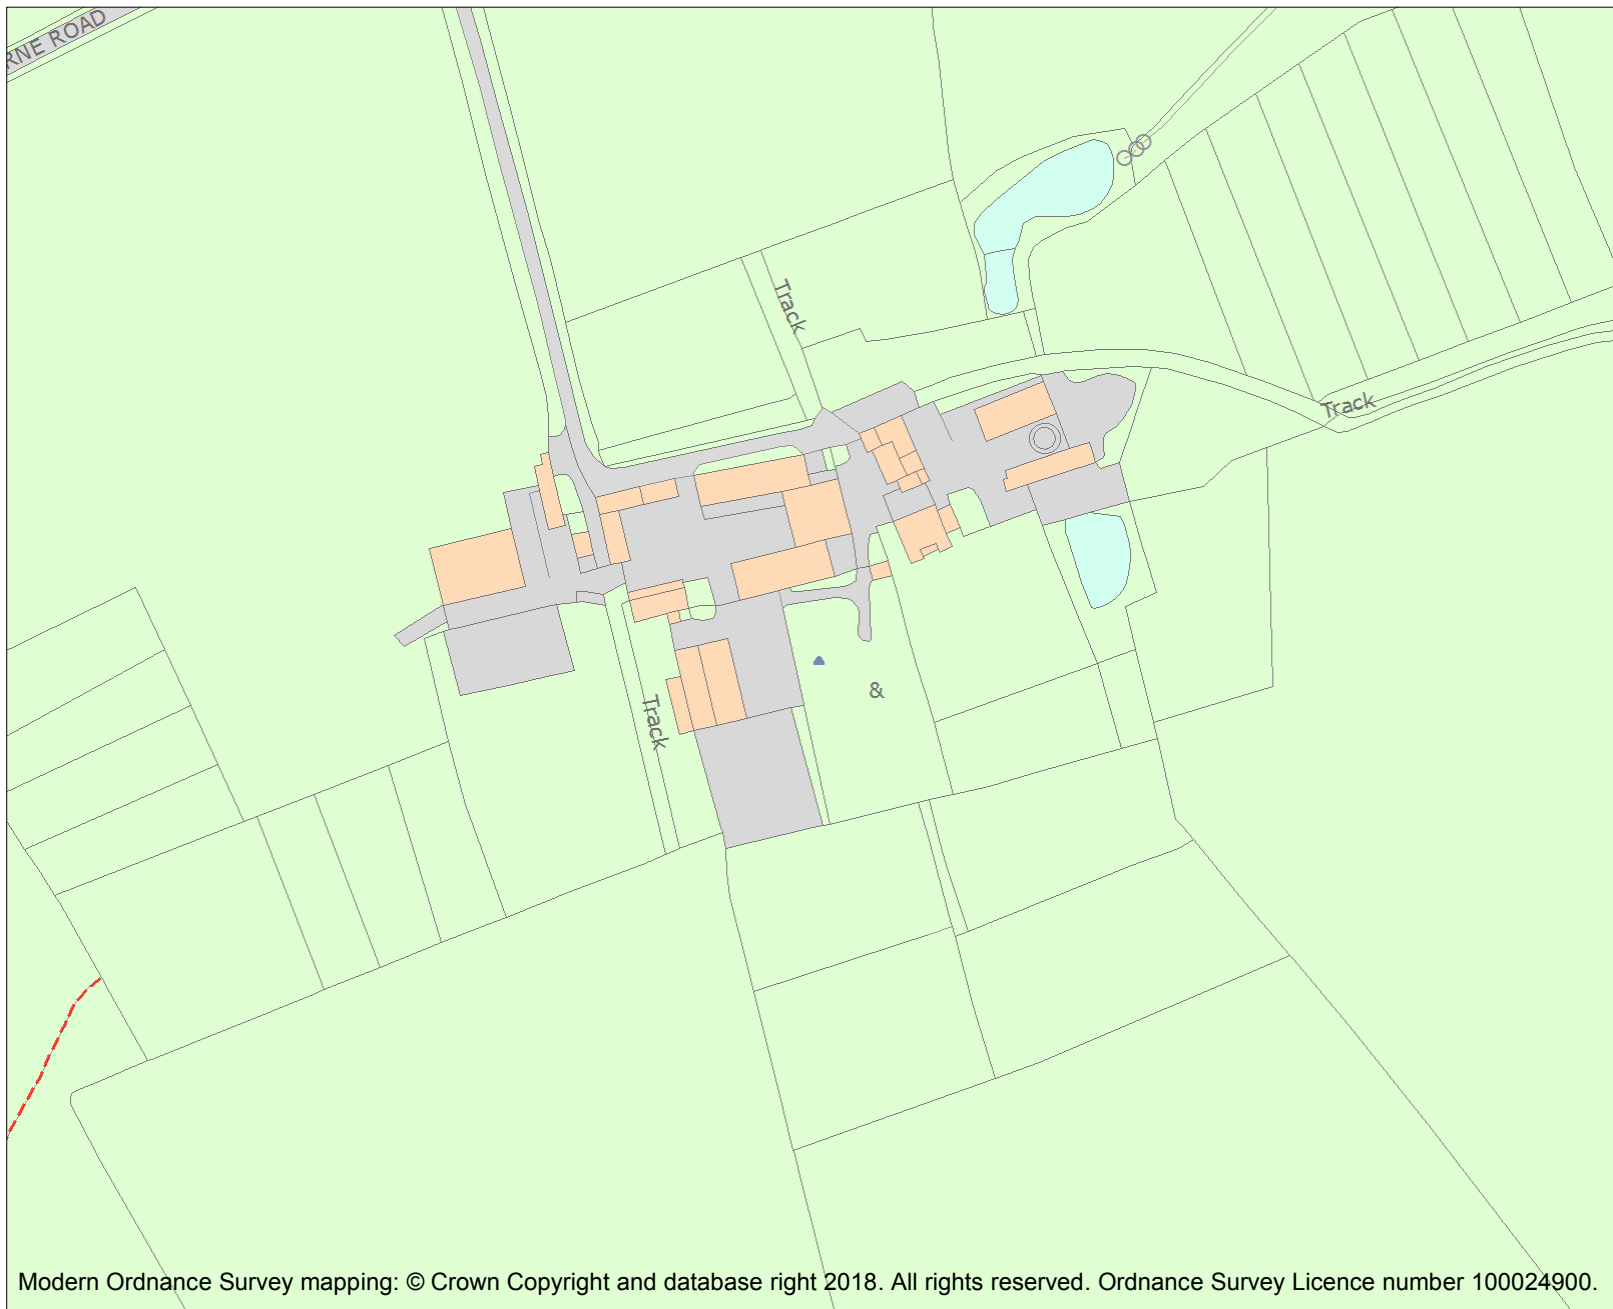 RNE ROAD
Track
Track
Track
&
Modern Ordnance Survey mapping: © Crown Copyright and database right 2018. All rights reserved. Ordnance Survey Licence number 100024900.